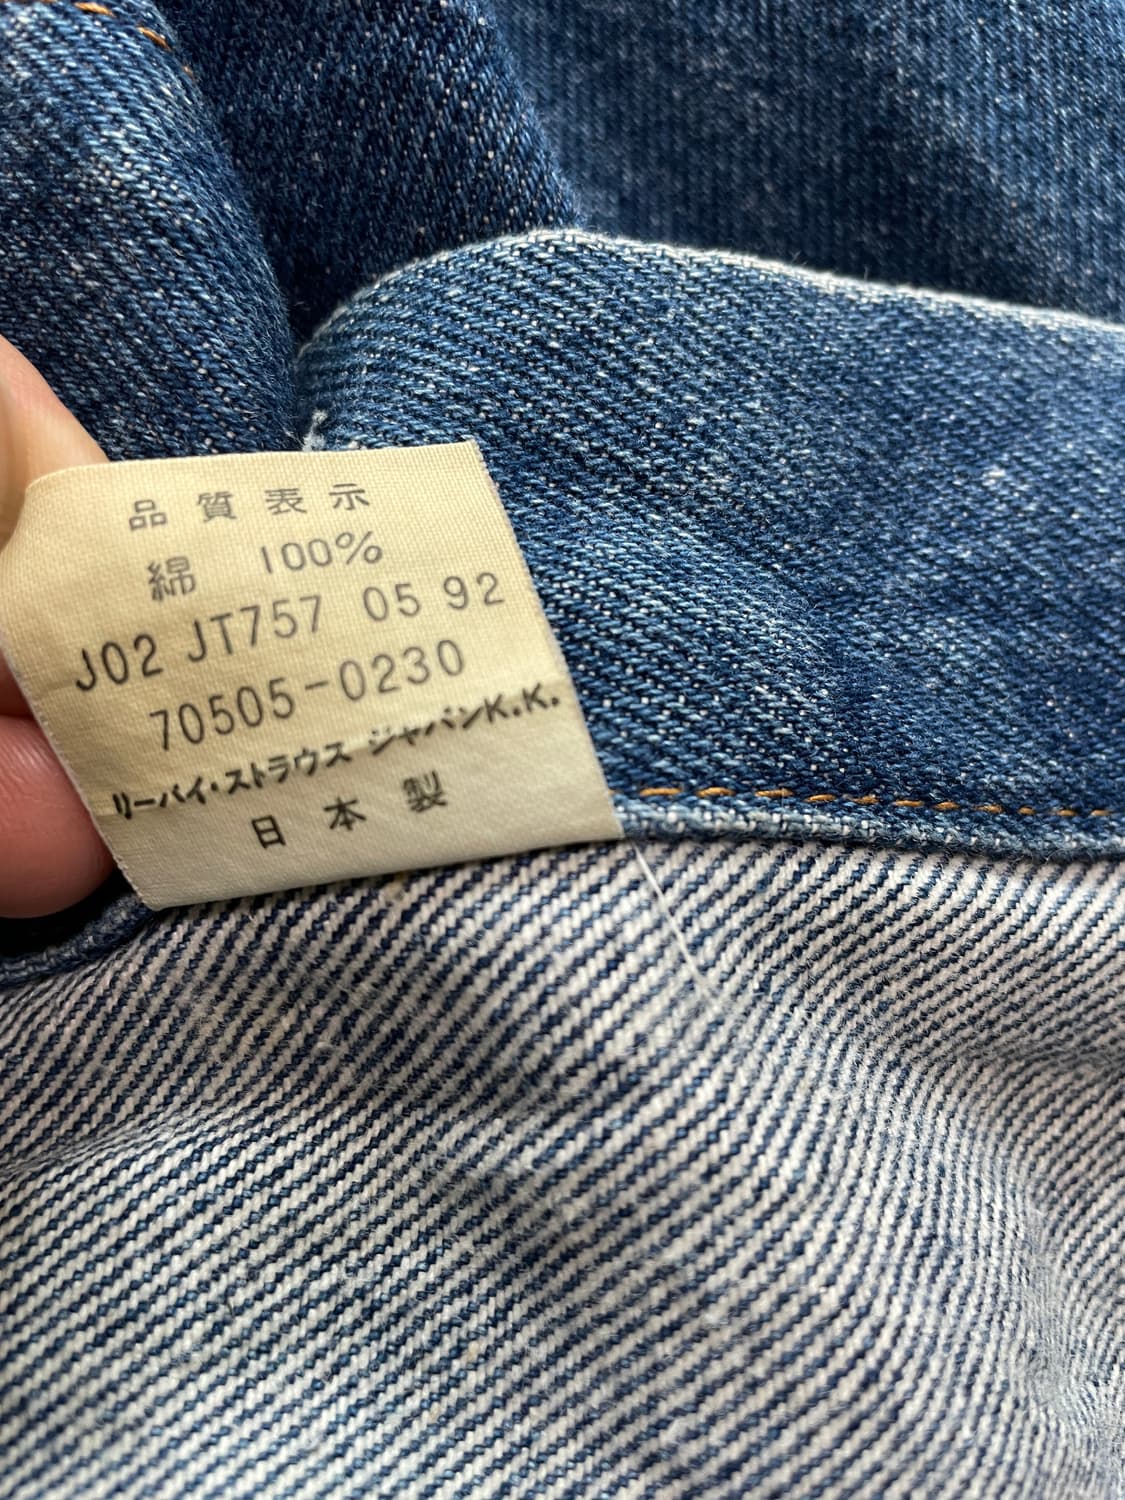 品質表示
綿 100%
J02 JT757 05 92
70505-0230
リーバイ・ストラウス ジャパンK.K.
日本製